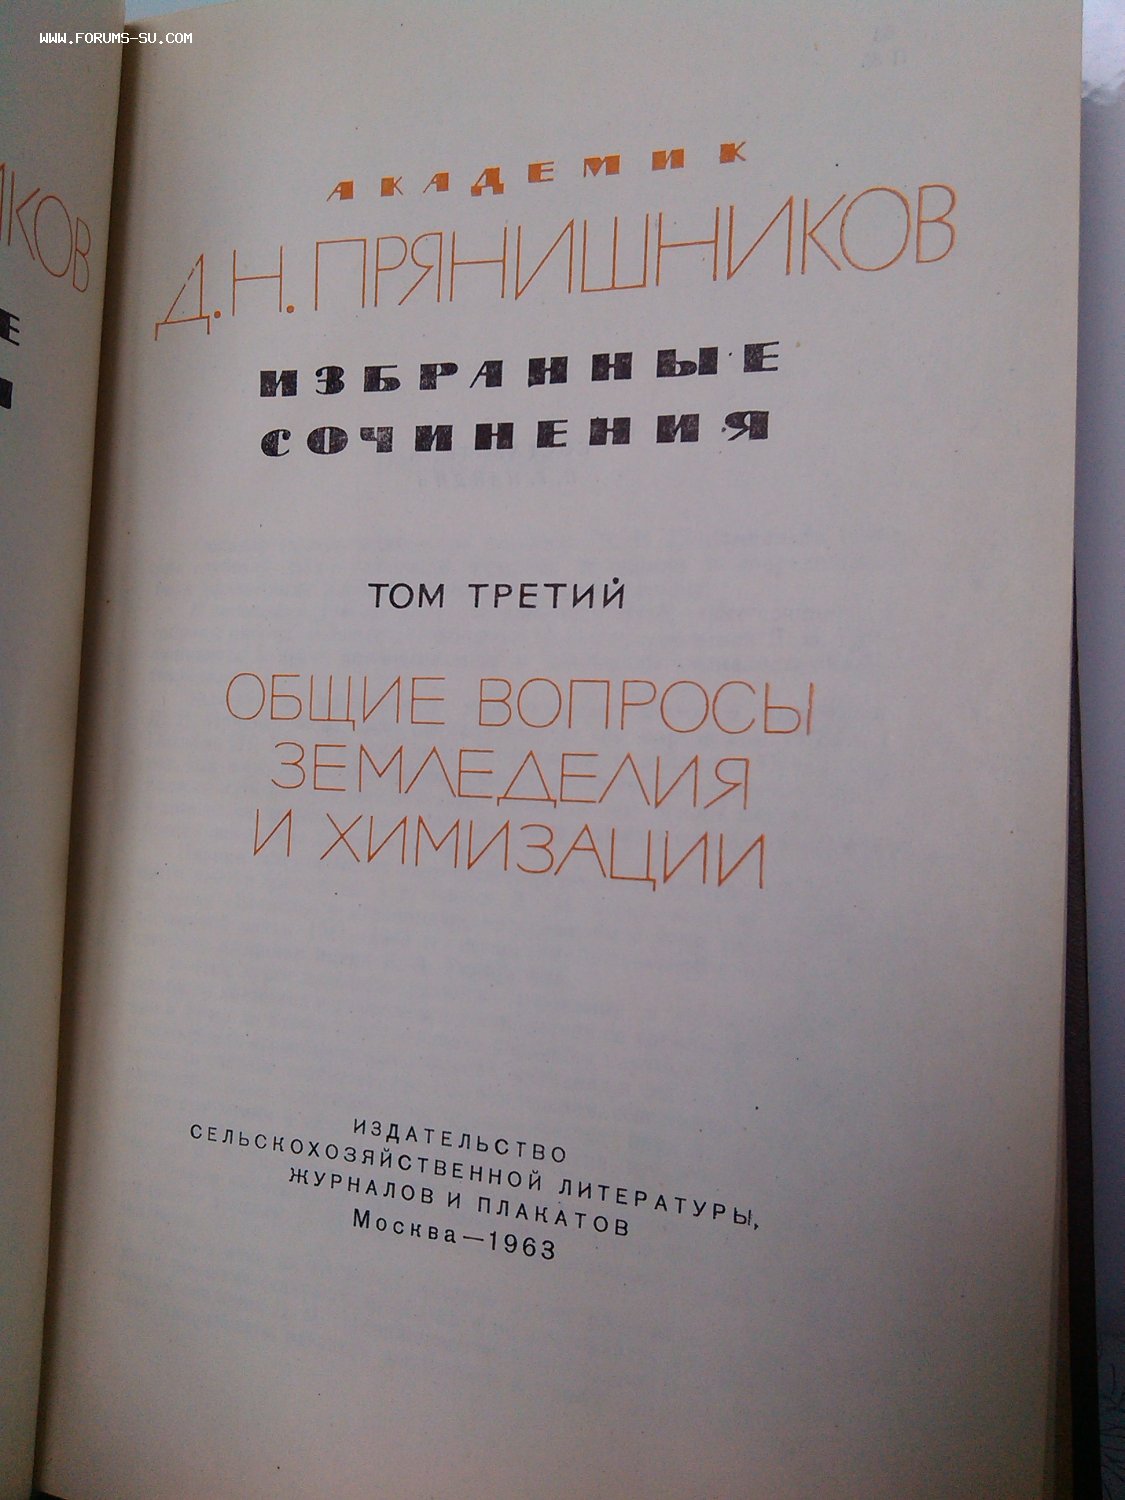 WWW.FORUMS-SU.COM
АКАДЕМИК
Д.Н.ПРЯНИШНИКОВ
ИЗБРАННЫЕ
СОЧИНЕНИЯ
ТОМ ТРЕТИЙ
ОБЩИЕ ВОПРОСЫ
ЗЕМЛЕДЕЛИЯ
И ХИМИЗАЦИИ
ИЗДАТЕЛЬСТВО
СЕЛЬСКОХОЗЯЙСТВЕННОЙ ЛИТЕРАТУРЫ,
ЖУРНАЛОВ И ПЛАКАТОВ
Москва—1963